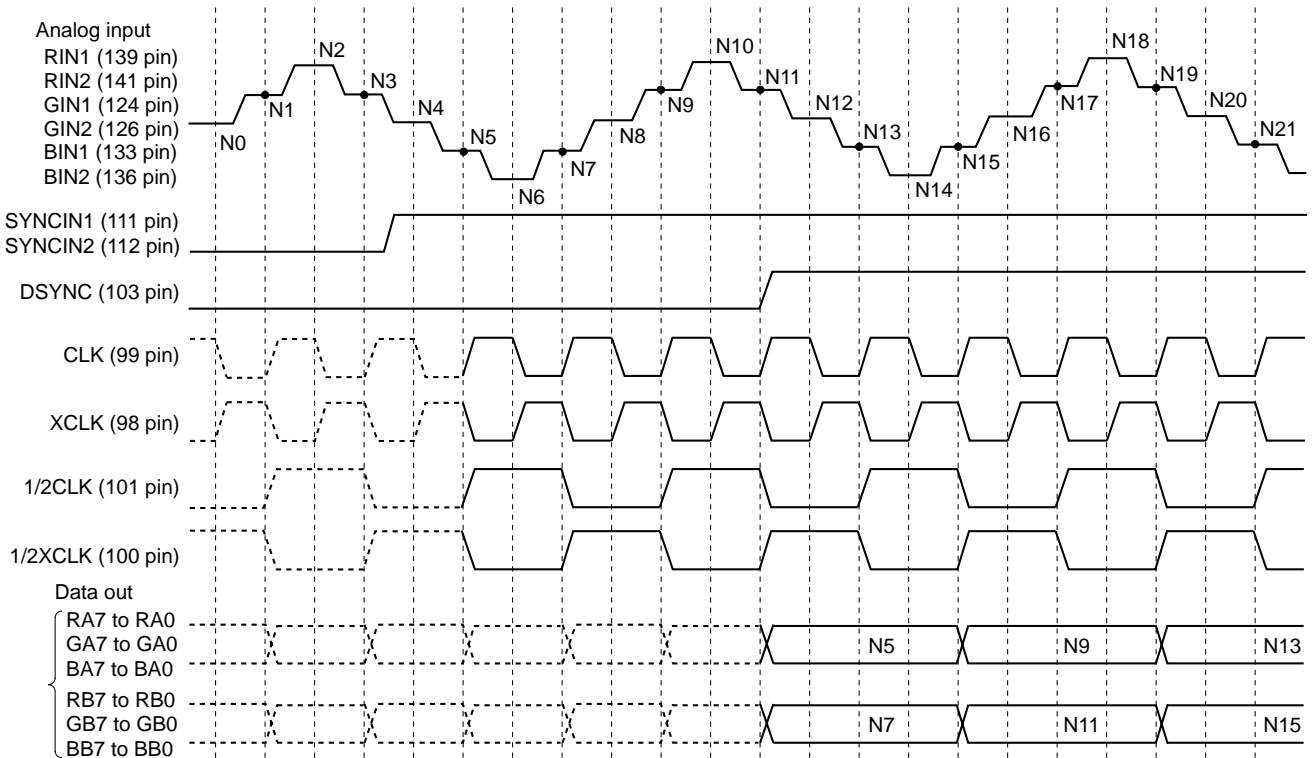 Analog input
RIN1 (139 pin)
RIN2 (141 pin)
GIN1 (124 pin)
GIN2 (126 pin)
BIN1 (133 pin)
BIN2 (136 pin)
N0
N1
N2
N3
N4
N5
N6
N7
N8
N9
N10
N11
N12
N13
N14
N15
N16
N17
N18
N19
N20
N21
SYNCIN1 (111 pin)
SYNCIN2 (112 pin)
DSYNC (103 pin)
CLK (99 pin)
XCLK (98 pin)
1/2CLK (101 pin)
1/2XCLK (100 pin)
Data out
RA7 to RA0
GA7 to GA0
BA7 to BA0
N5
N9
N13
RB7 to RB0
GB7 to GB0
BB7 to BB0
N7
N11
N15